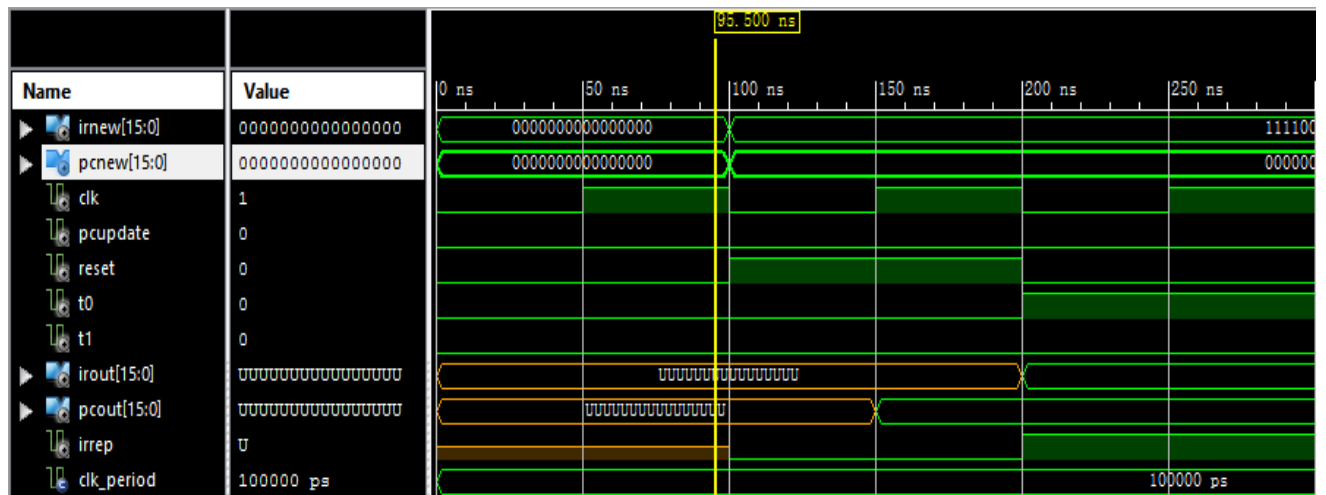 95.500 ns
Name Value 0 ns 50 ns 100 ns 150 ns 200 ns 250 ns
irnew[15:0] 0000000000000000 0000000000000000 111100
pcnew[15:0] 0000000000000000 0000000000000000 000000
clk 1
pcupdate 0
reset 0
t0 0
t1 0
irout[15:0] UUUUUUUUUUUUUUUU UUUUUUUUUUUUUUUU
pcout[15:0] UUUUUUUUUUUUUUUU UUUUUUUUUUUUUUUU
irrep U
clk_period 100000 ps 100000 ps